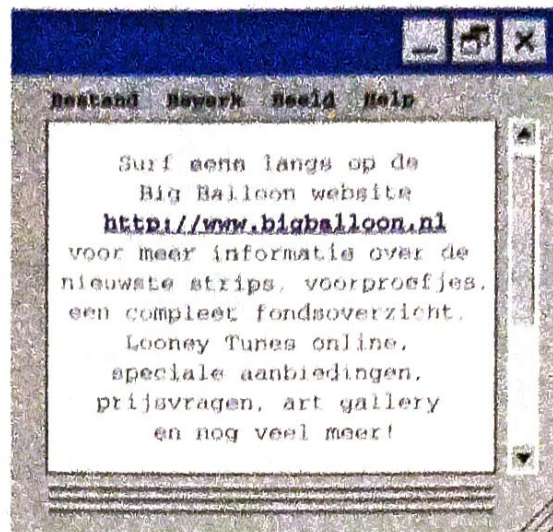 Bestand Bewerk Beeld Help
Surf eens langs op de
Big Balloon website
http://www.bigballoon.nl
voor meer informatie over de
nieuwste strips, voorproefjes,
een compleet fondsoverzicht,
Looney Tunes online,
speciale aanbiedingen,
prijsvragen, art gallery
en nog veel meer!